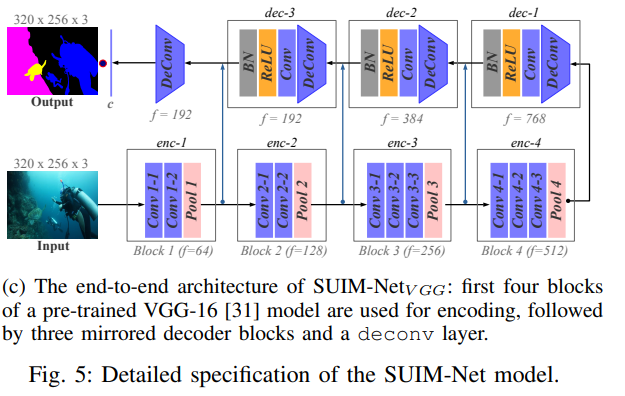 320 x 256 x 3
dec-3
dec-2
dec-1
Output
c
DeConv
f = 192
BN
ReLU
Conv
DeConv
f = 192
BN
ReLU
Conv
DeConv
f = 384
BN
ReLU
Conv
DeConv
f = 768
320 x 256 x 3
enc-1
enc-2
enc-3
enc-4
Input
Conv 1-1
Conv 1-2
Pool 1
Conv 2-1
Conv 2-2
Pool 2
Conv 3-1
Conv 3-2
Conv 3-3
Pool 3
Conv 4-1
Conv 4-2
Conv 4-3
Pool 4
Block 1 (f=64)
Block 2 (f=128)
Block 3 (f=256)
Block 4 (f=512)
(c) The end-to-end architecture of SUIM-NetVGG: first four blocks
of a pre-trained VGG-16 [31] model are used for encoding, followed
by three mirrored decoder blocks and a deconv layer.
Fig. 5: Detailed specification of the SUIM-Net model.